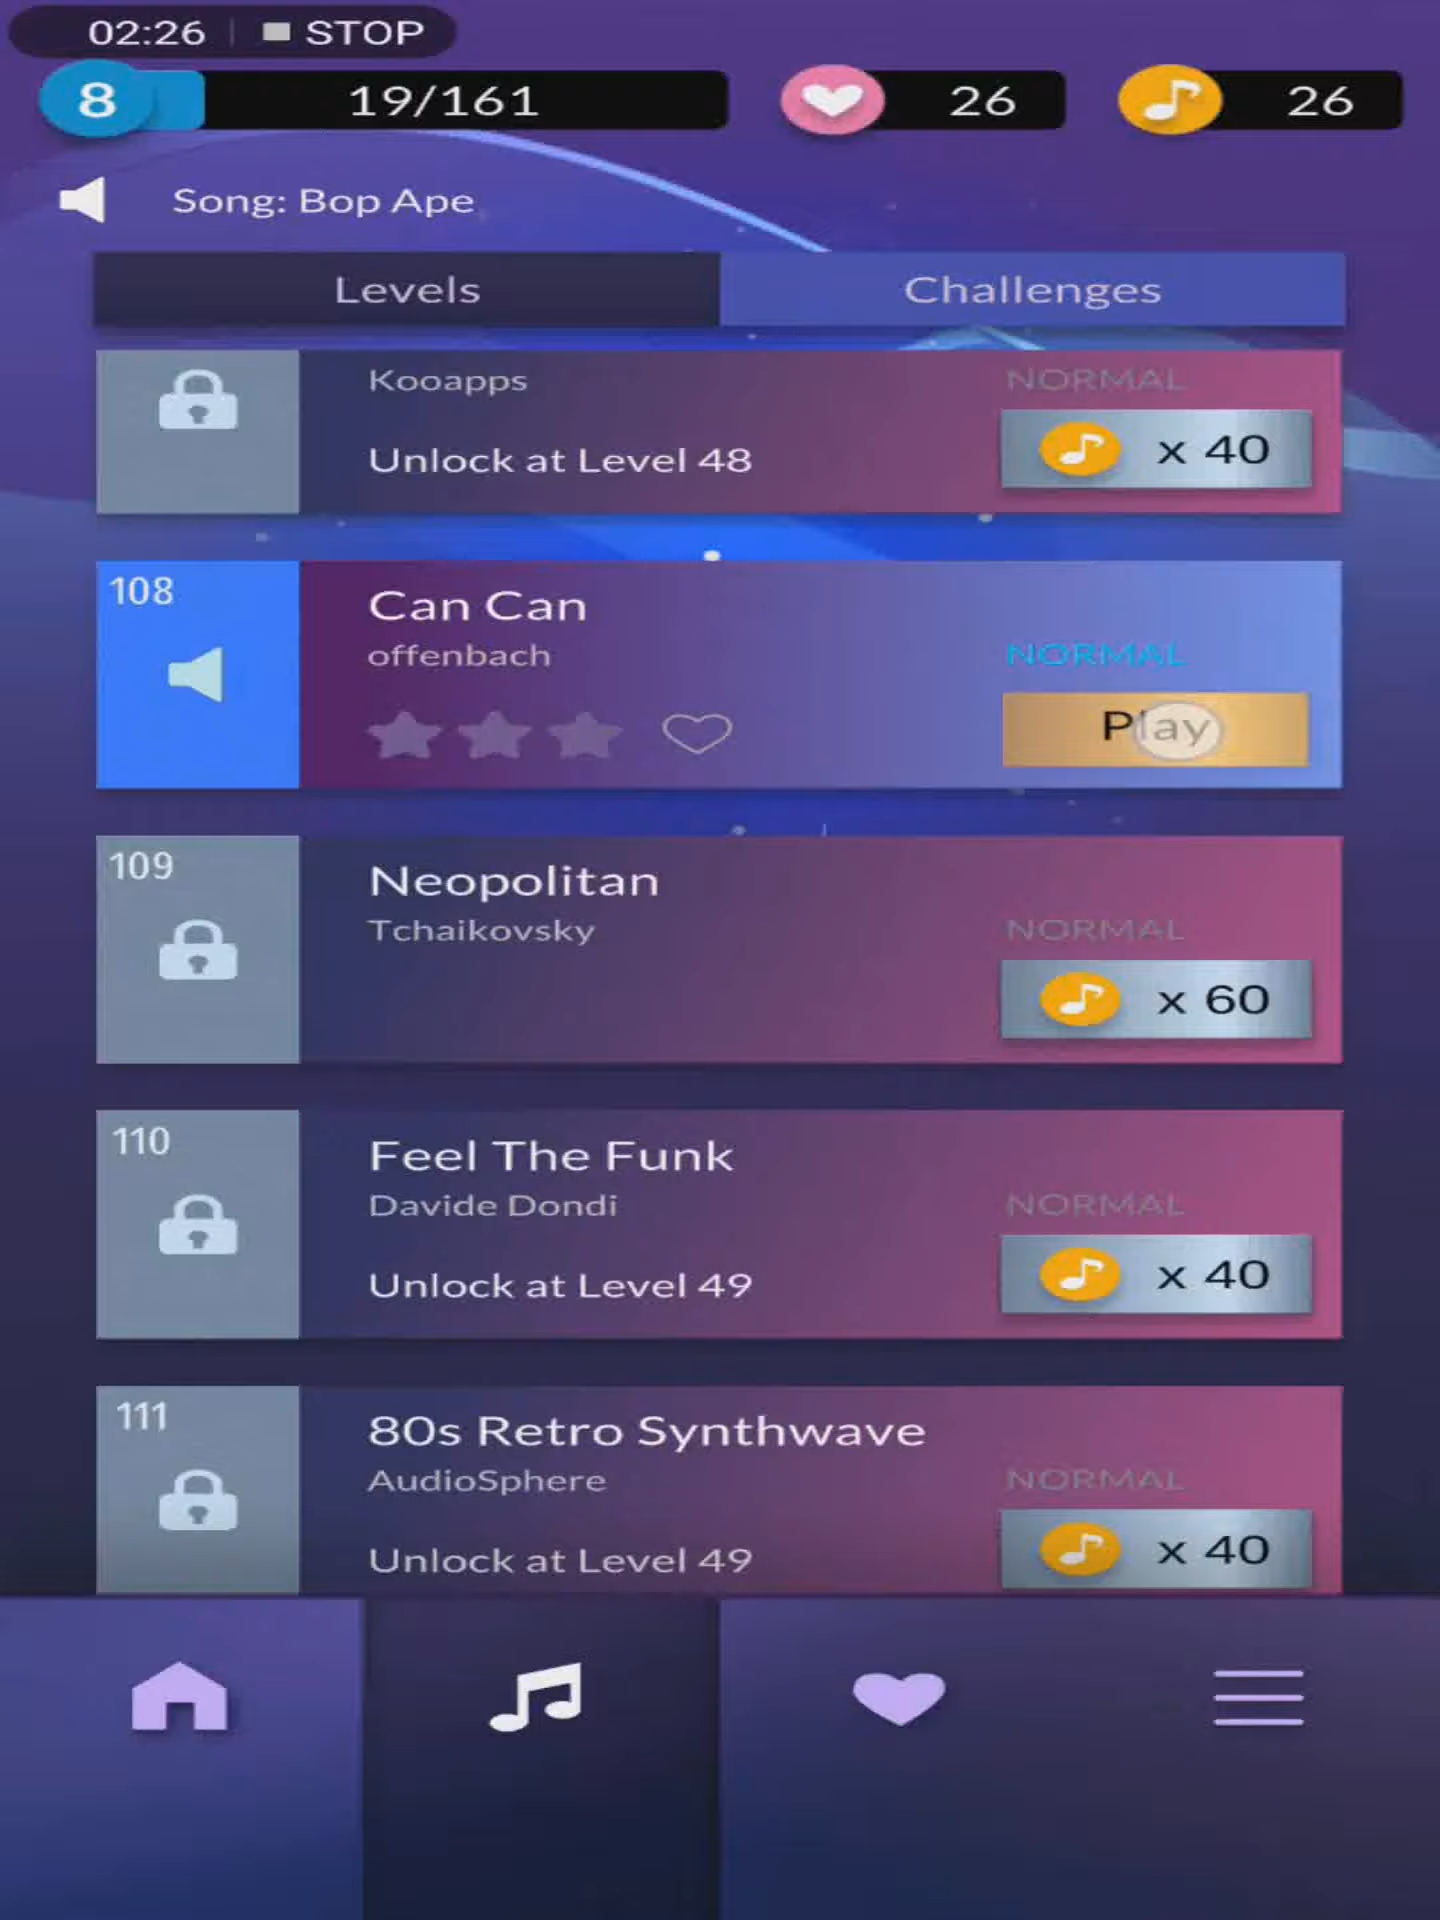 02:26 STOP
8 19/161 26 26
Song: Bop Ape
Levels Challenges
Kooapps NORMAL
Unlock at Level 48 x 40
108 Can Can
offenbach NORMAL
Play
109 Neopolitan
Tchaikovsky NORMAL
x 60
110 Feel The Funk
Davide Dondi NORMAL
Unlock at Level 49 x 40
111 80s Retro Synthwave
AudioSphere NORMAL
Unlock at Level 49 x 40